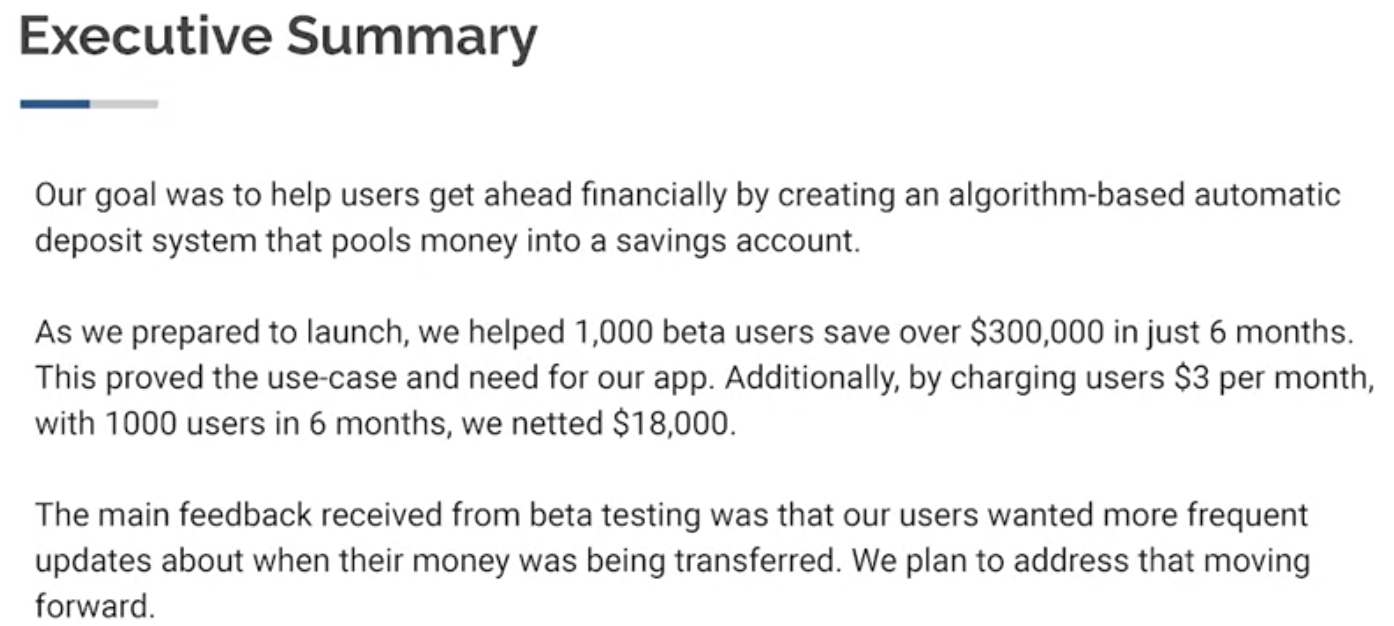 Executive Summary
Our goal was to help users get ahead financially by creating an algorithm-based automatic
deposit system that pools money into a savings account.
As we prepared to launch, we helped 1,000 beta users save over $300,000 in just 6 months.
This proved the use-case and need for our app. Additionally, by charging users $3 per month,
with 1000 users in 6 months, we netted $18,000.
The main feedback received from beta testing was that our users wanted more frequent
updates about when their money was being transferred. We plan to address that moving
forward.